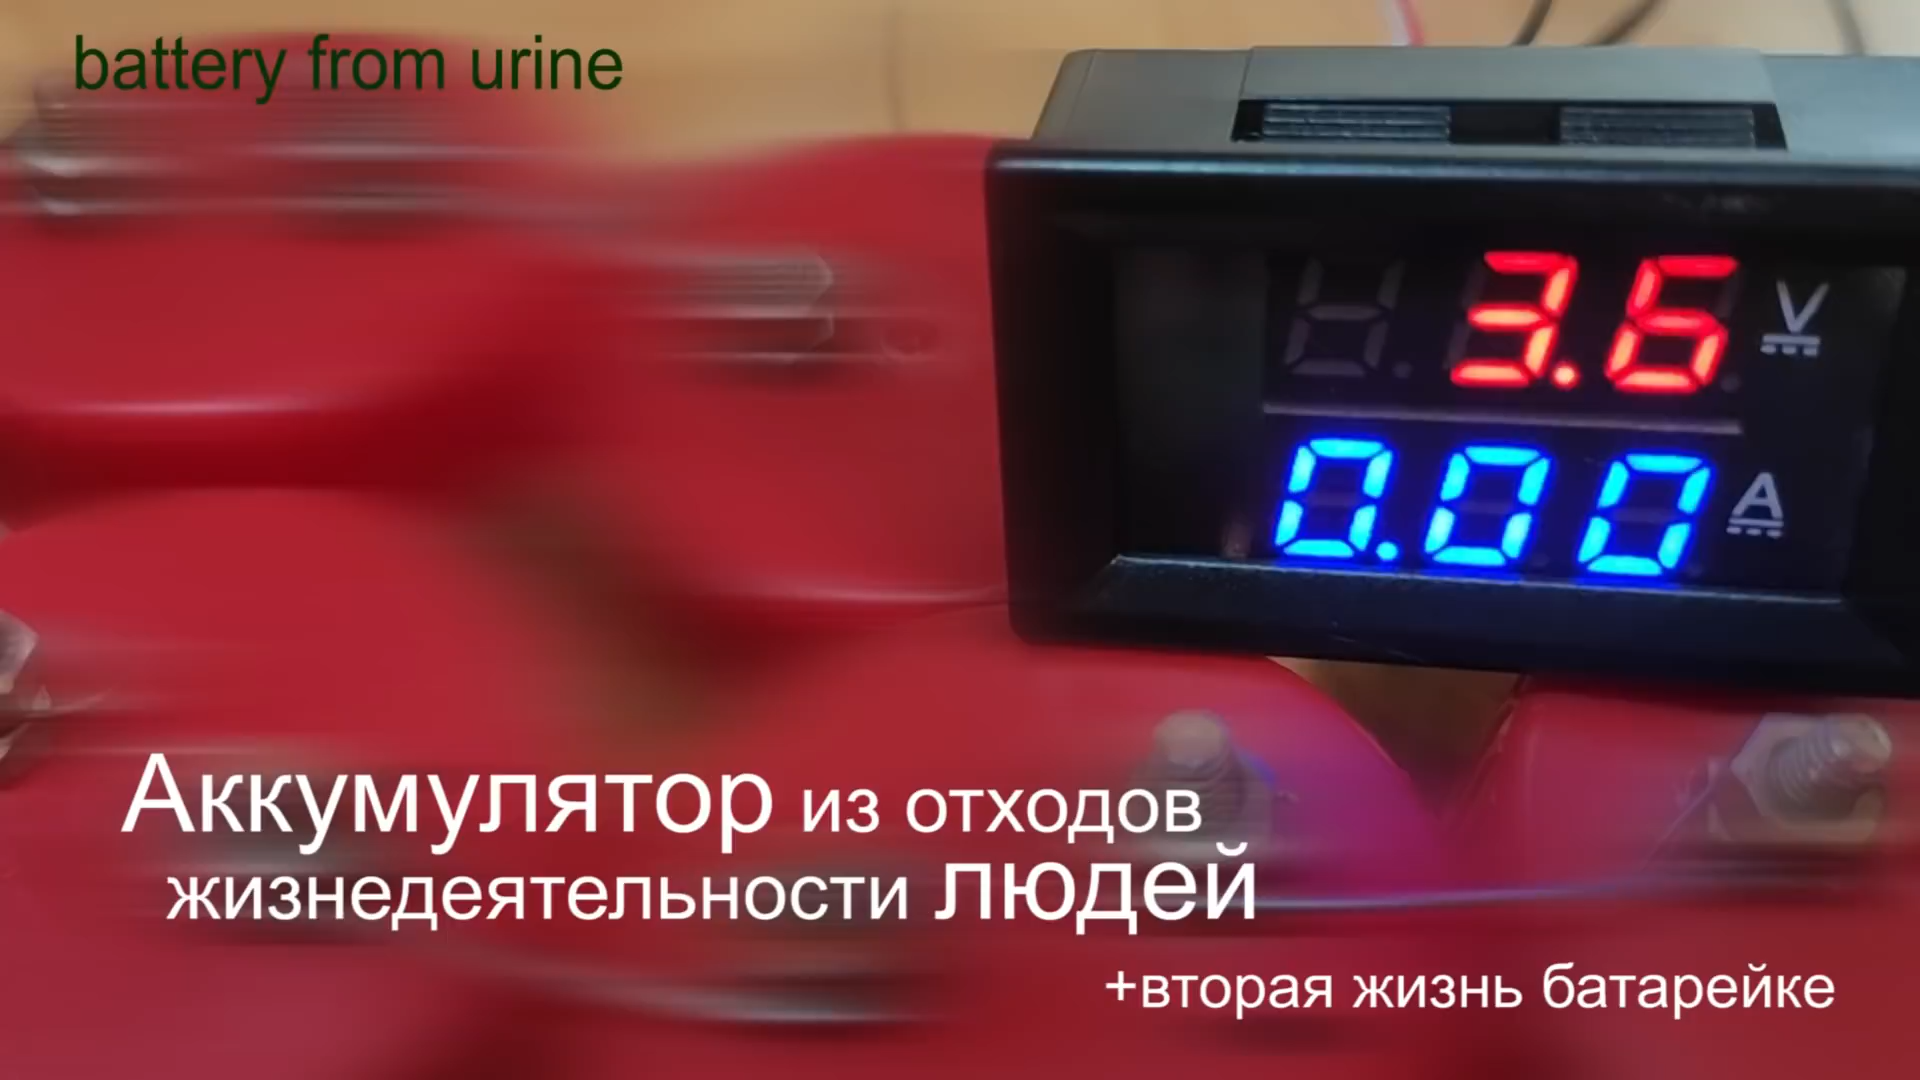 battery from urine
3.6 V
0.00 A
Аккумулятор из отходов
жизнедеятельности людей
+вторая жизнь батарейке